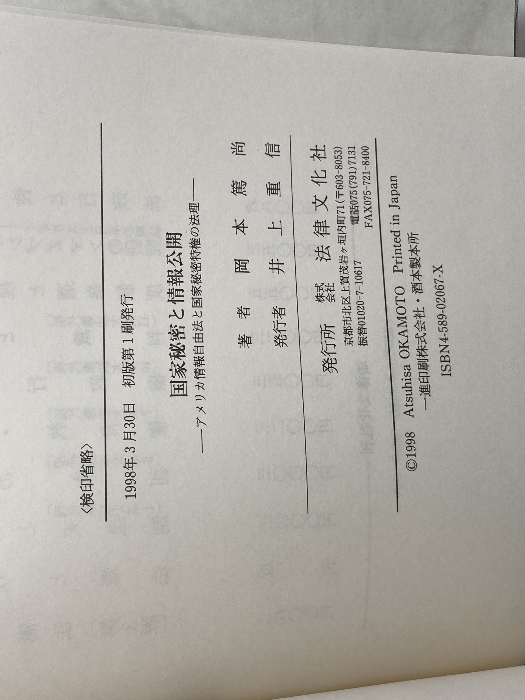 〈検印省略〉
1998年3月30日 初版第1刷発行
国家秘密と情報公開
――アメリカ情報自由法と国家秘密特権の法理――
著者 岡本篤尚
発行者 井上重信
発行所 株式会社 法律文化社
京都市北区上賀茂岩ヶ垣内町71(〒603-8053)
電話075(791)7131
振替01020-7-10617
FAX075-721-8400
©1998 Atsuhisa OKAMOTO Printed in Japan
一進印刷株式会社・酒本製本所
ISBN4-589-02067-X